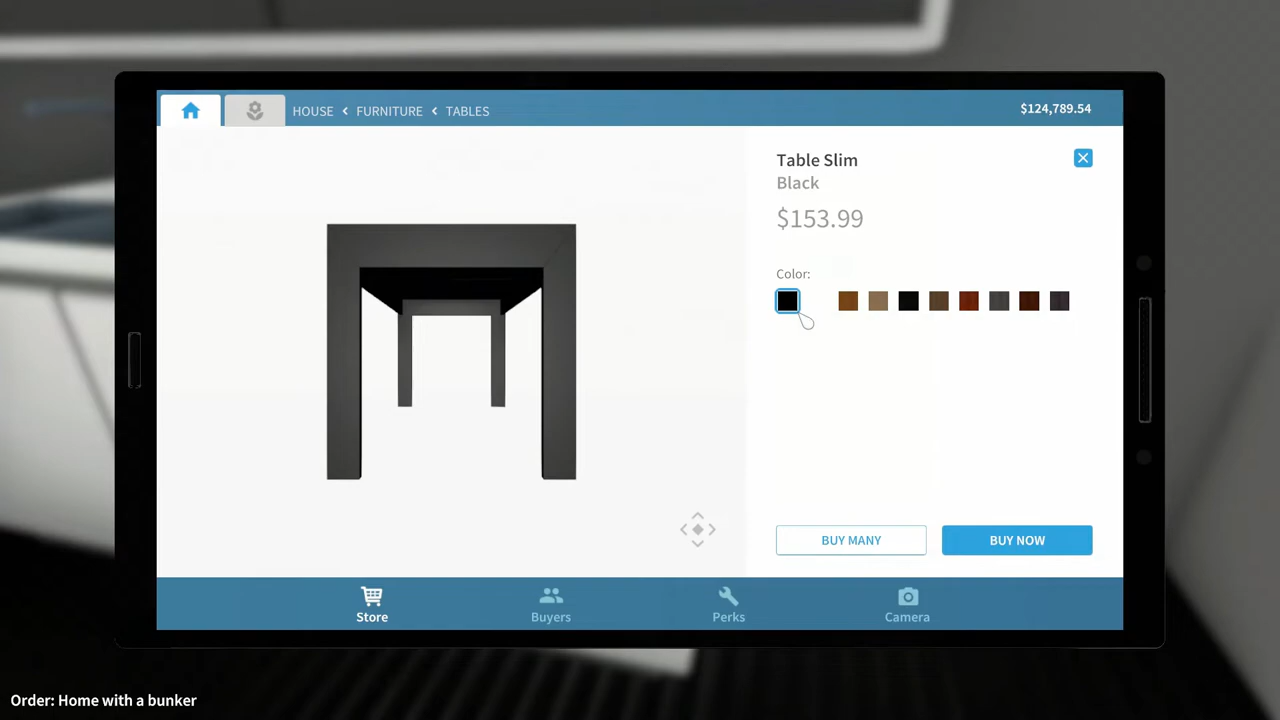 HOUSE < FURNITURE < TABLES
$124,789.54
Table Slim
Black
$153.99
Color:
BUY MANY
BUY NOW
Store
Buyers
Perks
Camera
Order: Home with a bunker